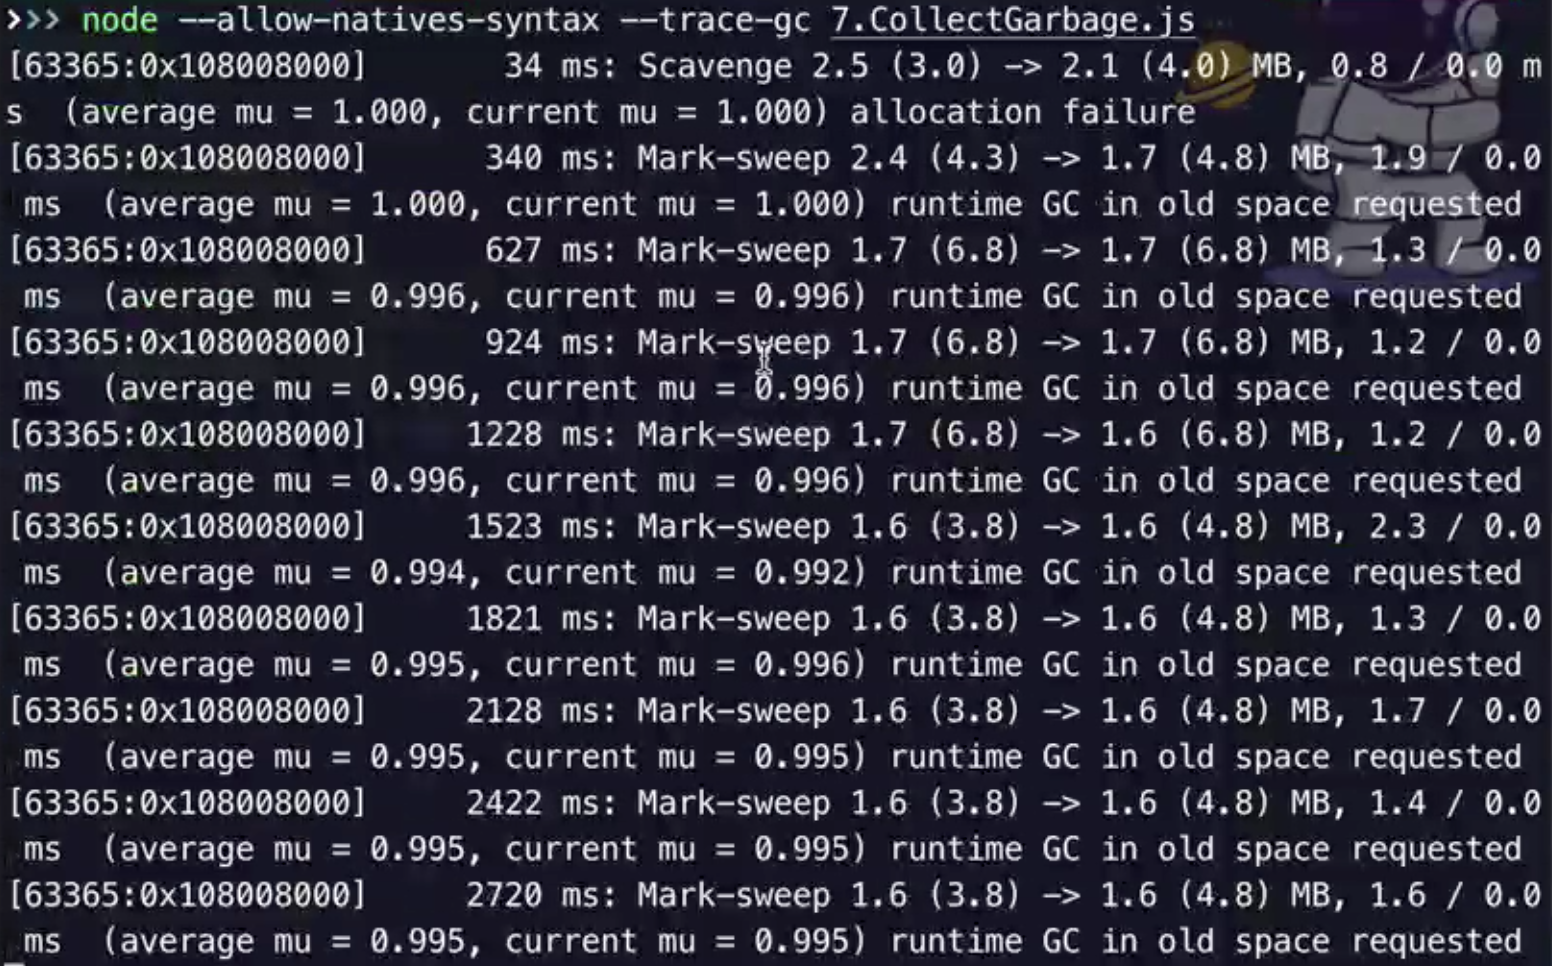 >>> node --allow-natives-syntax --trace-gc 7.CollectGarbage.js
[63365:0x108008000]       34 ms: Scavenge 2.5 (3.0) -> 2.1 (4.0) MB, 0.8 / 0.0 m
s  (average mu = 1.000, current mu = 1.000) allocation failure
[63365:0x108008000]      340 ms: Mark-sweep 2.4 (4.3) -> 1.7 (4.8) MB, 1.9 / 0.0
 ms  (average mu = 1.000, current mu = 1.000) runtime GC in old space requested
[63365:0x108008000]      627 ms: Mark-sweep 1.7 (6.8) -> 1.7 (6.8) MB, 1.3 / 0.0
 ms  (average mu = 0.996, current mu = 0.996) runtime GC in old space requested
[63365:0x108008000]      924 ms: Mark-sweep 1.7 (6.8) -> 1.7 (6.8) MB, 1.2 / 0.0
 ms  (average mu = 0.996, current mu = 0.996) runtime GC in old space requested
[63365:0x108008000]     1228 ms: Mark-sweep 1.7 (6.8) -> 1.6 (6.8) MB, 1.2 / 0.0
 ms  (average mu = 0.996, current mu = 0.996) runtime GC in old space requested
[63365:0x108008000]     1523 ms: Mark-sweep 1.6 (3.8) -> 1.6 (4.8) MB, 2.3 / 0.0
 ms  (average mu = 0.994, current mu = 0.992) runtime GC in old space requested
[63365:0x108008000]     1821 ms: Mark-sweep 1.6 (3.8) -> 1.6 (4.8) MB, 1.3 / 0.0
 ms  (average mu = 0.995, current mu = 0.996) runtime GC in old space requested
[63365:0x108008000]     2128 ms: Mark-sweep 1.6 (3.8) -> 1.6 (4.8) MB, 1.7 / 0.0
 ms  (average mu = 0.995, current mu = 0.995) runtime GC in old space requested
[63365:0x108008000]     2422 ms: Mark-sweep 1.6 (3.8) -> 1.6 (4.8) MB, 1.4 / 0.0
 ms  (average mu = 0.995, current mu = 0.995) runtime GC in old space requested
[63365:0x108008000]     2720 ms: Mark-sweep 1.6 (3.8) -> 1.6 (4.8) MB, 1.6 / 0.0
 ms  (average mu = 0.995, current mu = 0.995) runtime GC in old space requested